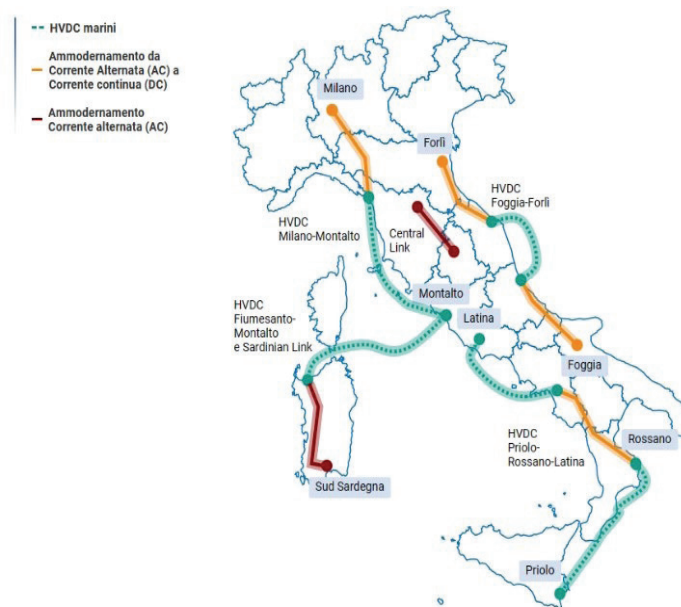 HVDC marini
Ammodernamento da
Corrente Alternata (AC) a
Corrente continua (DC)
Ammodernamento
Corrente alternata (AC)
Milano
Forlì
HVDC
Foggia-Forlì
HVDC
Milano-Montalto
Central
Link
Montalto
Latina
HVDC
Fiumesanto-
Montalto
e Sardinian Link
Foggia
HVDC
Priolo-
Rossano-Latina
Rossano
Sud Sardegna
Priolo